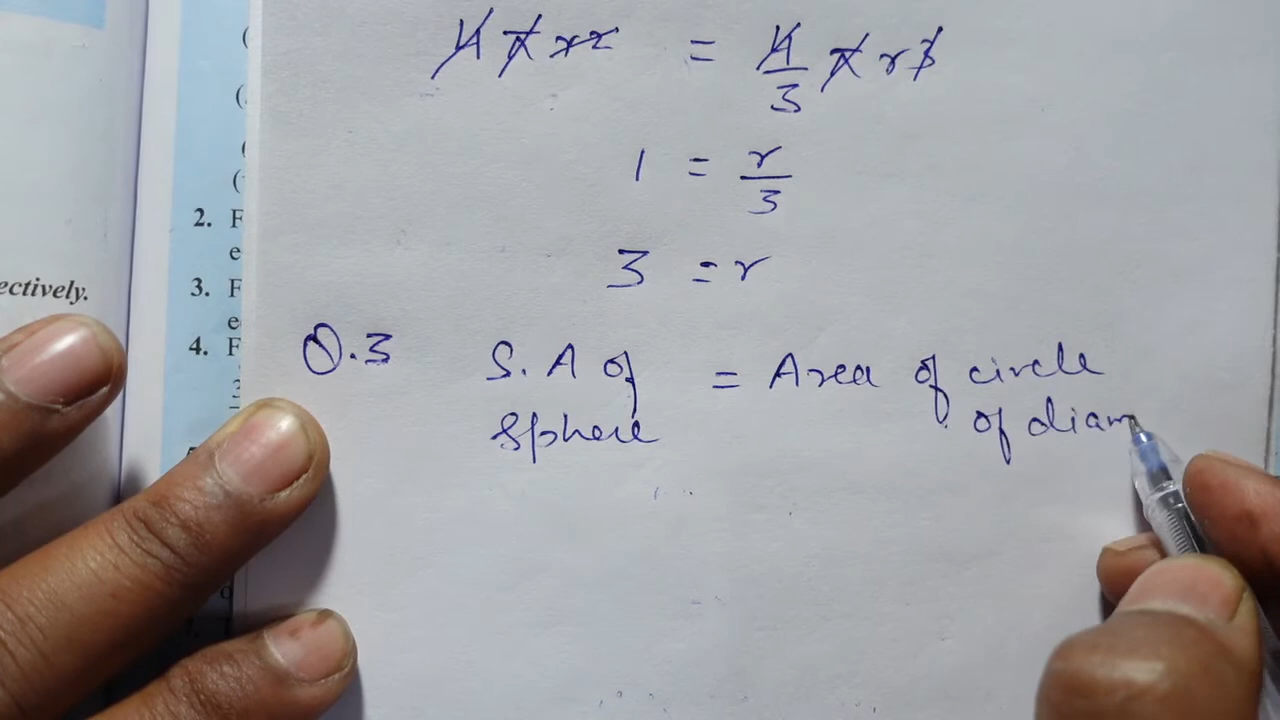 4πr² = 4/3 πr³
1 = r/3
3 = r
Q.3 S.A of = Area of circle
Sphere of diam
ectively.
(
(
(
(
2. F
e
3. F
e
4. F
3